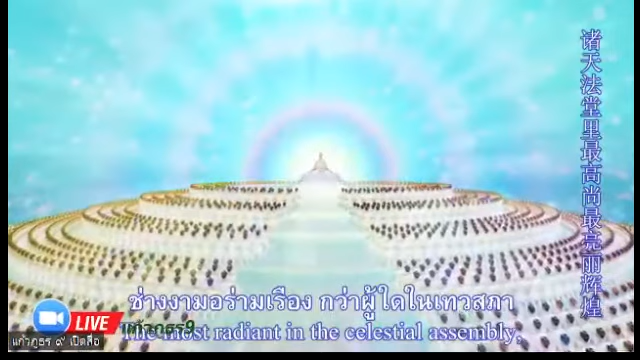 诸天法堂里最高尚最亮丽辉煌
ช่างงามอร่ามเรือง กว่าผู้ใดในเทวสภา
The most radiant in the celestial assembly,
LIVE
แก้วภูธร ๙ เปิดสื่อ